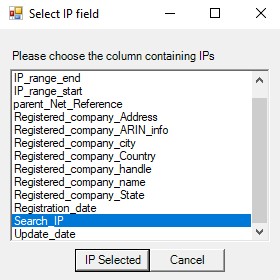 Select IP field
Please choose the column containing IPs
IP_range_end
IP_range_start
parent_Net_Reference
Registered_company_Address
Registered_company_ARIN_info
Registered_company_city
Registered_company_Country
Registered_company_handle
Registered_company_name
Registered_company_State
Registration_date
Search_IP
Update_date
IP Selected Cancel